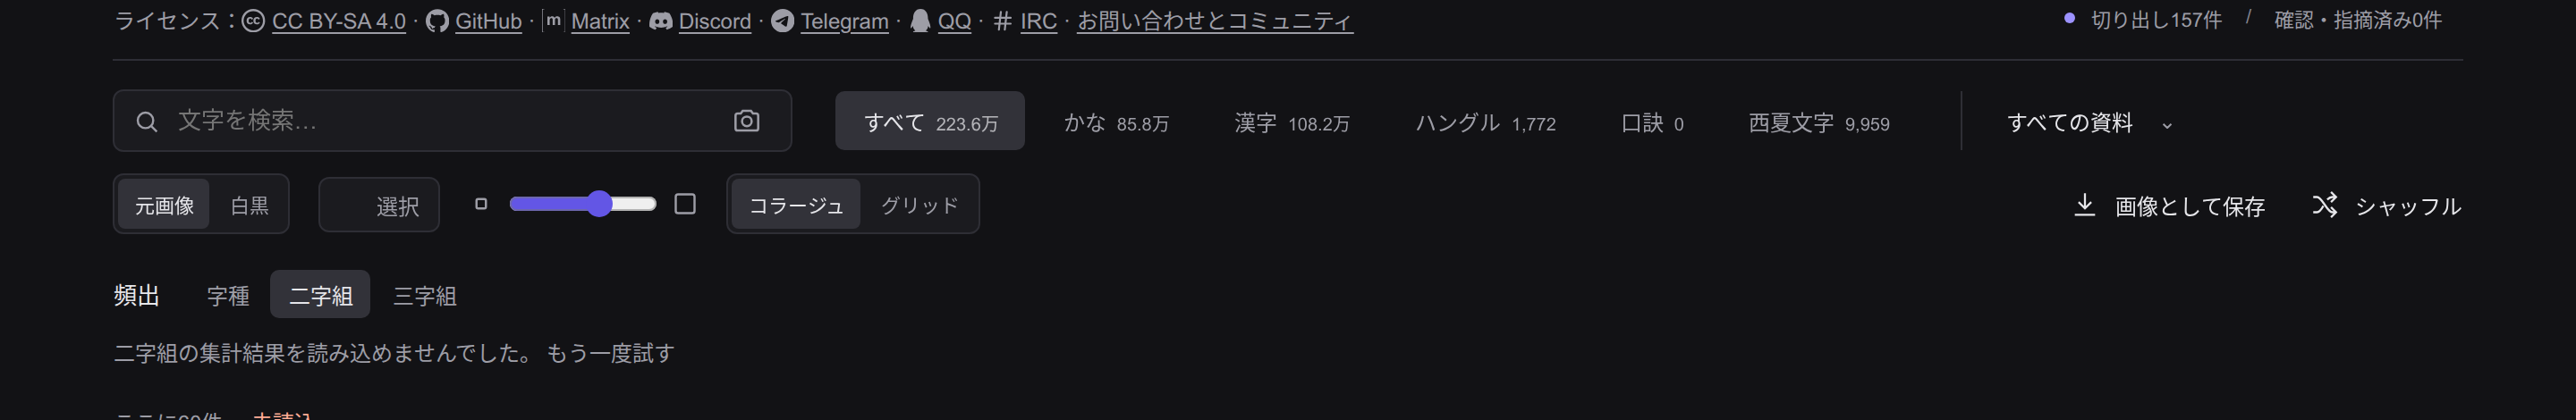 ライセンス：CC BY-SA 4.0 · GitHub · [m] Matrix · Discord · Telegram · QQ · # IRC · お問い合わせとコミュニティ
切り出し157件 / 確認・指摘済み0件
文字を検索… すべて 223.6万 かな 85.8万 漢字 108.2万 ハングル 1,772 口訣 0 西夏文字 9,959 すべての資料
元画像 白黒 選択 コラージュ グリッド 画像として保存 シャッフル
頻出 字種 二字組 三字組
二字組の集計結果を読み込めませんでした。 もう一度試す